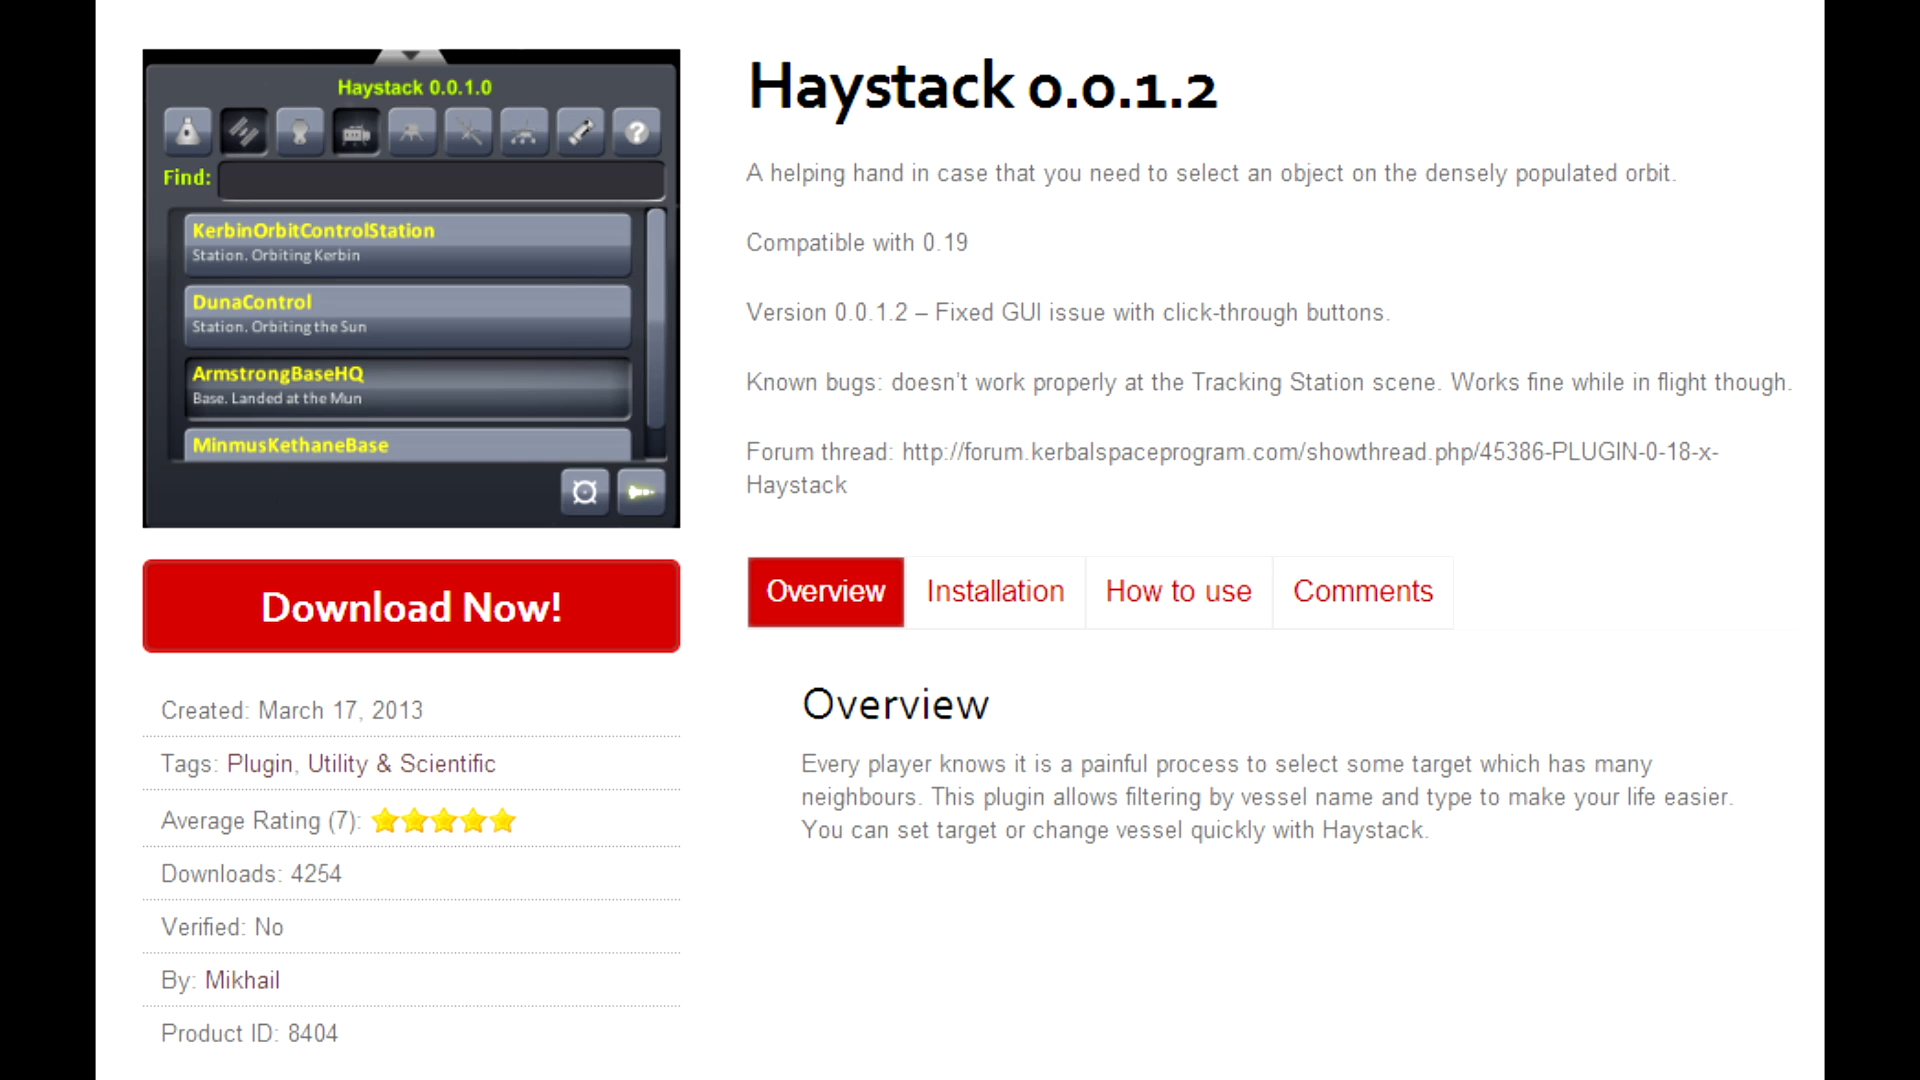 Haystack 0.0.1.0
?
Find:
KerbinOrbitControlStation
Station. Orbiting Kerbin
DunaControl
Station. Orbiting the Sun
ArmstrongBaseHQ
Base. Landed at the Mun
MinmusKethaneBase
Download Now!
Created: March 17, 2013
Tags: Plugin, Utility & Scientific
Average Rating (7):
Downloads: 4254
Verified: No
By: Mikhail
Product ID: 8404
Haystack 0.0.1.2
A helping hand in case that you need to select an object on the densely populated orbit.
Compatible with 0.19
Version 0.0.1.2 – Fixed GUI issue with click-through buttons.
Known bugs: doesn’t work properly at the Tracking Station scene. Works fine while in flight though.
Forum thread: http://forum.kerbalspaceprogram.com/showthread.php/45386-PLUGIN-0-18-x-
Haystack
Overview Installation How to use Comments
Overview
Every player knows it is a painful process to select some target which has many
neighbours. This plugin allows filtering by vessel name and type to make your life easier.
You can set target or change vessel quickly with Haystack.